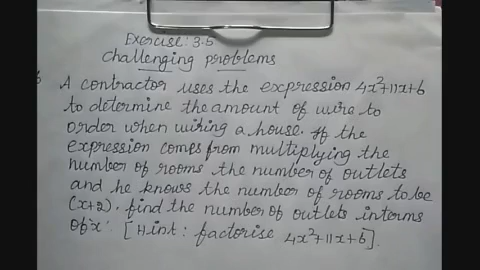 Exercise: 3.5
challenging problems
A contractor uses the expression 4x²+11x+6
to determine the amount of wire to
order when wiring a house. If the
expression comes from multiplying the
number of rooms the number of outlets
and he knows the number of rooms to be
(x+2). find the number of outlets interms
of 'x'. [Hint: factorise 4x²+11x+6].